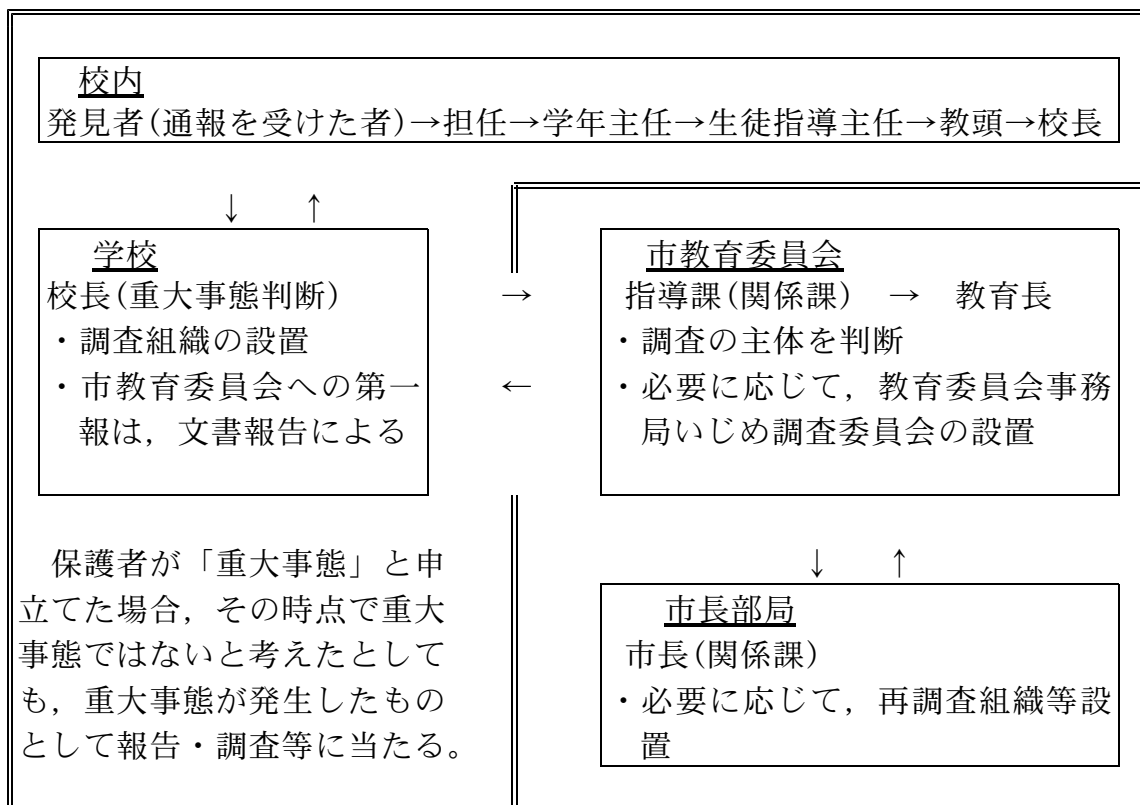 校内
発見者(通報を受けた者)→担任→学年主任→生徒指導主任→教頭→校長
↓ ↑
学校
校長(重大事態判断)
・調査組織の設置
・市教育委員会への第一
報は，文書報告による
→
←
市教育委員会
指導課(関係課) → 教育長
・調査の主体を判断
・必要に応じて，教育委員会事務
局いじめ調査委員会の設置
保護者が「重大事態」と申
立てた場合，その時点で重大
事態ではないと考えたとして
も，重大事態が発生したもの
として報告・調査等に当たる。
↓ ↑
市長部局
市長(関係課)
・必要に応じて，再調査組織等設
置